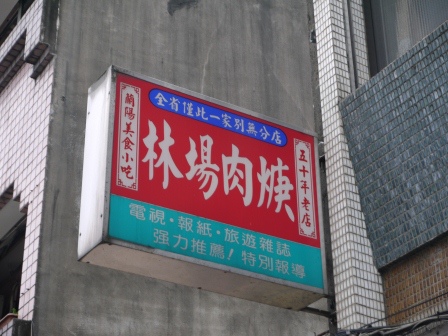 全省僅此一家別無分店
蘭陽美食小吃
林場肉焿
五十年老店
電視・報紙・旅遊雜誌
强力推薦！特別報導